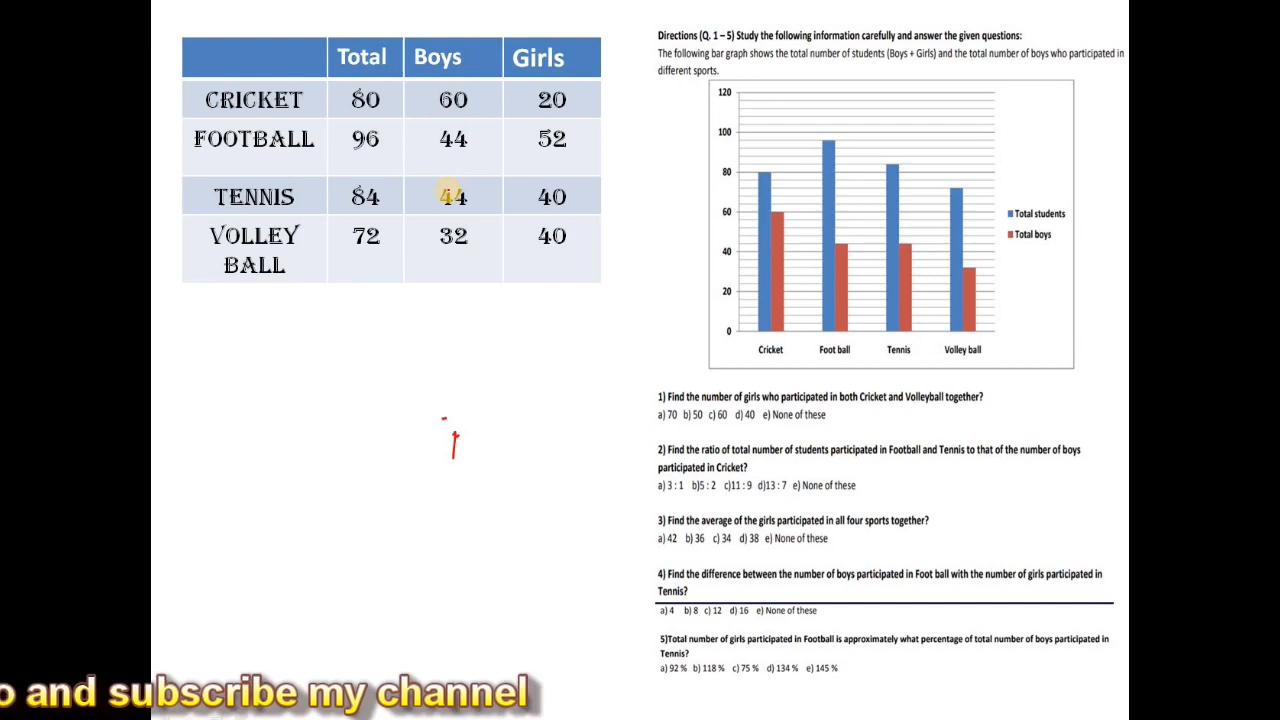 Total Boys Girls
CRICKET 80 60 20
FOOTBALL 96 44 52
TENNIS 84 44 40
VOLLEY 72 32 40
BALL
Directions (Q. 1 – 5) Study the following information carefully and answer the given questions:
The following bar graph shows the total number of students (Boys + Girls) and the total number of boys who participated in
different sports.
120
100
80
60
40
20
0
Cricket Foot ball Tennis Volley ball
Total students
Total boys
1) Find the number of girls who participated in both Cricket and Volleyball together?
a) 70 b) 50 c) 60 d) 40 e) None of these
2) Find the ratio of total number of students participated in Football and Tennis to that of the number of boys
participated in Cricket?
a) 3 : 1 b)5 : 2 c)11 : 9 d)13 : 7 e) None of these
3) Find the average of the girls participated in all four sports together?
a) 42 b) 36 c) 34 d) 38 e) None of these
4) Find the difference between the number of boys participated in Foot ball with the number of girls participated in
Tennis?
a) 4 b) 8 c) 12 d) 16 e) None of these
5)Total number of girls participated in Football is approximately what percentage of total number of boys participated in
Tennis?
a) 92 % b) 118 % c) 75 % d) 134 % e) 145 %
o and subscribe my channel